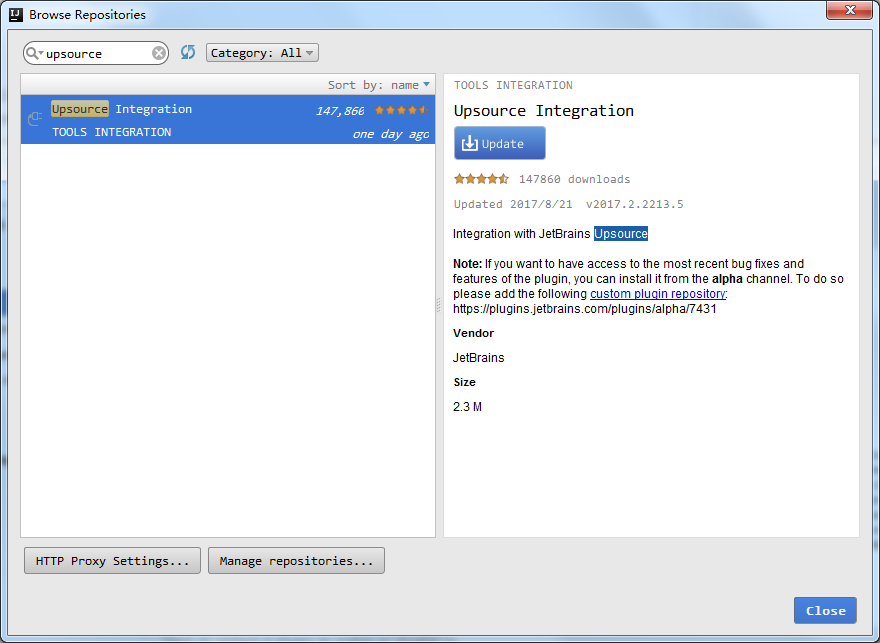 Browse Repositories
upsource
Category: All
Sort by: name
Upsource Integration 147,860
TOOLS INTEGRATION one day ago
TOOLS INTEGRATION
Upsource Integration
Update
147860 downloads
Updated 2017/8/21 v2017.2.2213.5
Integration with JetBrains Upsource
Note: If you want to have access to the most recent bug fixes and
features of the plugin, you can install it from the alpha channel. To do so
please add the following custom plugin repository:
https://plugins.jetbrains.com/plugins/alpha/7431
Vendor
JetBrains
Size
2.3 M
HTTP Proxy Settings... Manage repositories...
Close